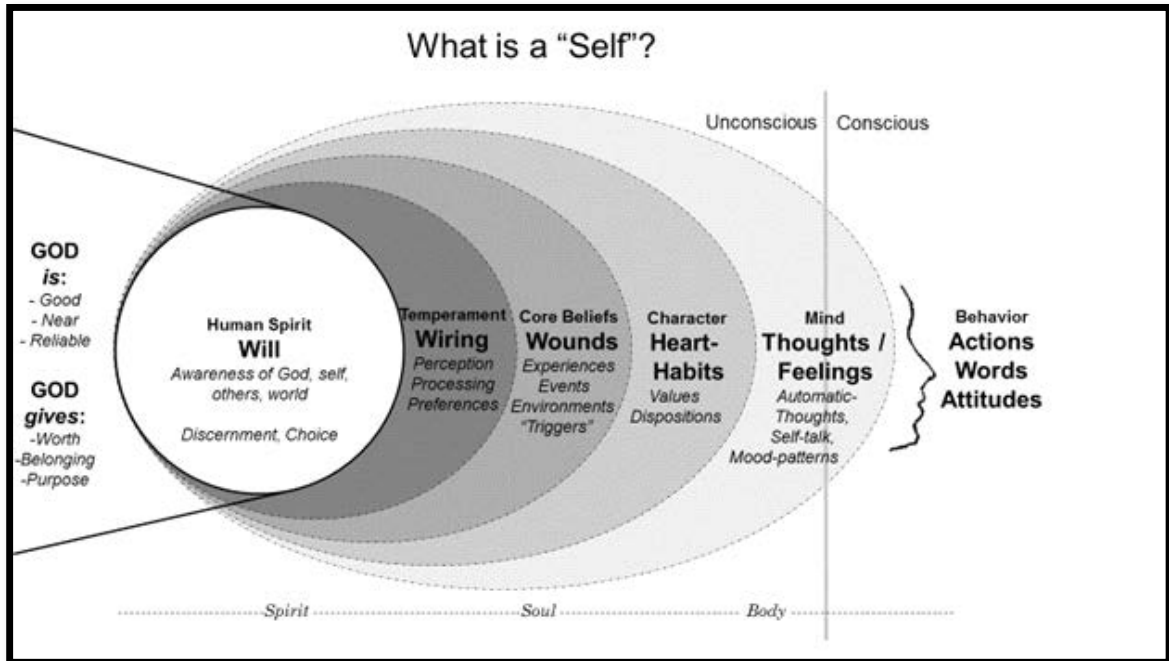 What is a “Self”?
Unconscious
Conscious
GOD
is:
- Good
- Near
- Reliable
GOD
gives:
-Worth
-Belonging
-Purpose
Human Spirit
Will
Awareness of God, self,
others, world
Discernment, Choice
Temperament
Wiring
Perception
Processing
Preferences
Core Beliefs
Wounds
Experiences
Events
Environments
“Triggers”
Character
Heart-
Habits
Values
Dispositions
Mind
Thoughts /
Feelings
Automatic-
Thoughts,
Self-talk,
Mood-patterns
Behavior
Actions
Words
Attitudes
Spirit
Soul
Body